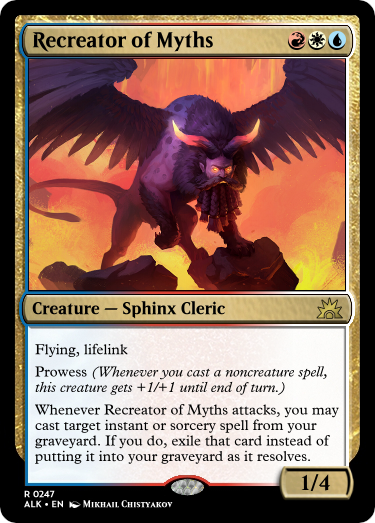 Recreator of Myths
Creature — Sphinx Cleric
Flying, lifelink
Prowess (Whenever you cast a noncreature spell,
this creature gets +1/+1 until end of turn.)
Whenever Recreator of Myths attacks, you may
cast target instant or sorcery spell from your
graveyard. If you do, exile that card instead of
putting it into your graveyard as it resolves.
1/4
R 0247
ALK • EN Mikhail Chistyakov